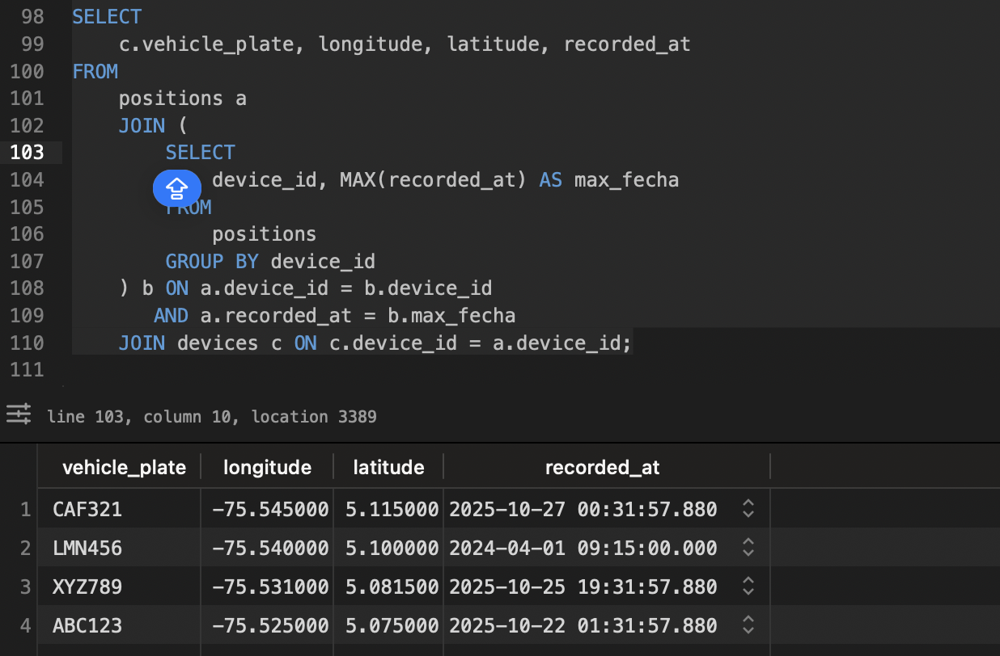 98 SELECT
99 c.vehicle_plate, longitude, latitude, recorded_at
100 FROM
101 positions a
102 JOIN (
103 SELECT
104 device_id, MAX(recorded_at) AS max_fecha
105 FROM
106 positions
107 GROUP BY device_id
108 ) b ON a.device_id = b.device_id
109 AND a.recorded_at = b.max_fecha
110 JOIN devices c ON c.device_id = a.device_id;
111
line 103, column 10, location 3389
vehicle_plate longitude latitude recorded_at
1 CAF321 -75.545000 5.115000 2025-10-27 00:31:57.880
2 LMN456 -75.540000 5.100000 2024-04-01 09:15:00.000
3 XYZ789 -75.531000 5.081500 2025-10-25 19:31:57.880
4 ABC123 -75.525000 5.075000 2025-10-22 01:31:57.880